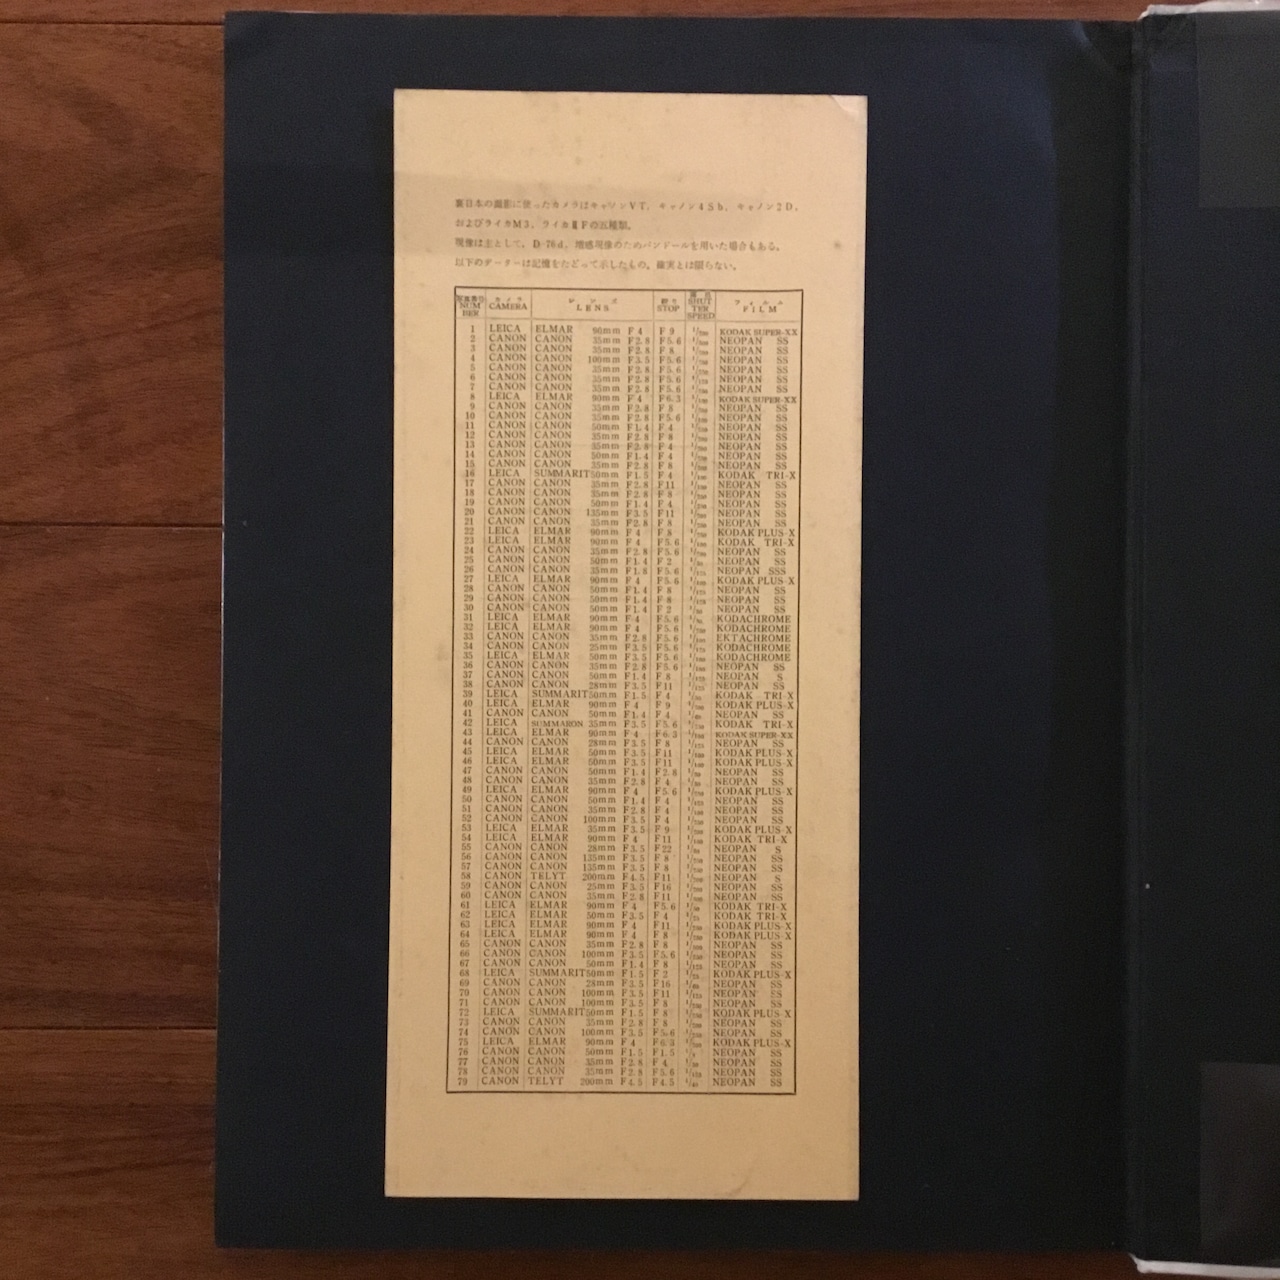 裏日本の撮影に使ったカメラはキャノンVT、キャノン4Sb、キャノン2D、
およびライカM3、ライカⅢFの五種類。
現像は主として、D-76d、増感現像のためパンドールを用いた場合もある。
以下のデーターは記憶をたどって示したもの。確実とは限らない。
写真番号 カメラ レンズ 絞り フィルム
NUMBER CAMERA LENS STOP SHUTTER SPEED FILM
1 LEICA ELMAR 90mm F4 F9 KODAK SUPER-XX
2 CANON CANON 35mm F2.8 F5.6 NEOPAN SS
3 CANON CANON 35mm F2.8 F8 NEOPAN SS
4 CANON CANON 100mm F3.5 F5.6 NEOPAN SS
5 CANON CANON 35mm F2.8 F5.6 NEOPAN SS
6 CANON CANON 35mm F2.8 F5.6 NEOPAN SS
7 CANON CANON 35mm F2.8 F5.6 NEOPAN SS
8 LEICA ELMAR 90mm F4 F6.3 KODAK SUPER-XX
9 CANON CANON 35mm F2.8 F8 NEOPAN SS
10 CANON CANON 35mm F2.8 F5.6 NEOPAN SS
11 CANON CANON 50mm F1.4 F4 NEOPAN SS
12 CANON CANON 35mm F2.8 F8 NEOPAN SS
13 CANON CANON 35mm F2.8 F4 NEOPAN SS
14 CANON CANON 50mm F1.4 F4 NEOPAN SS
15 CANON CANON 35mm F2.8 F8 NEOPAN SS
16 LEICA SUMMARIT 50mm F1.5 F4 KODAK TRI-X
17 CANON CANON 35mm F2.8 F11 NEOPAN SS
18 CANON CANON 35mm F2.8 F8 NEOPAN SS
19 CANON CANON 50mm F1.4 F4 NEOPAN SS
20 CANON CANON 135mm F3.5 F11 NEOPAN SS
21 CANON CANON 35mm F2.8 F8 NEOPAN SS
22 LEICA ELMAR 90mm F4 F8 KODAK PLUS-X
23 LEICA ELMAR 90mm F4 F5.6 KODAK TRI-X
24 CANON CANON 35mm F2.8 F5.6 NEOPAN SS
25 CANON CANON 50mm F1.4 F2 NEOPAN SS
26 CANON CANON 35mm F1.8 F5.6 NEOPAN SSS
27 LEICA ELMAR 90mm F4 F5.6 KODAK PLUS-X
28 CANON CANON 50mm F1.4 F8 NEOPAN SS
29 CANON CANON 50mm F1.4 F8 NEOPAN SS
30 CANON CANON 50mm F1.4 F2 NEOPAN SS
31 LEICA ELMAR 90mm F4 F5.6 KODACHROME
32 LEICA ELMAR 90mm F4 F5.6 KODACHROME
33 CANON CANON 35mm F2.8 F5.6 EKTACHROME
34 CANON CANON 25mm F3.5 F5.6 KODACHROME
35 LEICA ELMAR 50mm F3.5 F5.6 KODACHROME
36 CANON CANON 35mm F2.8 F5.6 NEOPAN SS
37 CANON CANON 50mm F1.4 F8 NEOPAN S
38 CANON CANON 28mm F3.5 F11 NEOPAN SS
39 LEICA SUMMARIT 50mm F1.5 F4 KODAK TRI-X
40 LEICA ELMAR 90mm F4 F9 KODAK PLUS-X
41 CANON CANON 50mm F1.4 F4 NEOPAN SS
42 LEICA SUMMARON 35mm F3.5 F5.6 KODAK TRI-X
43 LEICA ELMAR 90mm F4 F6.3 KODAK SUPER-XX
44 CANON CANON 28mm F3.5 F8 NEOPAN SS
45 LEICA ELMAR 50mm F3.5 F11 KODAK PLUS-X
46 LEICA ELMAR 50mm F3.5 F11 KODAK PLUS-X
47 CANON CANON 50mm F1.4 F2.8 NEOPAN SS
48 CANON CANON 35mm F2.8 F4 NEOPAN SS
49 LEICA ELMAR 90mm F4 F5.6 KODAK PLUS-X
50 CANON CANON 50mm F1.4 F4 NEOPAN SS
51 CANON CANON 35mm F2.8 F4 NEOPAN SS
52 CANON CANON 100mm F3.5 F4 NEOPAN SS
53 LEICA ELMAR 35mm F3.5 F9 KODAK PLUS-X
54 LEICA ELMAR 90mm F4 F11 KODAK TRI-X
55 CANON CANON 28mm F3.5 F22 NEOPAN S
56 CANON CANON 135mm F3.5 F8 NEOPAN SS
57 CANON CANON 135mm F3.5 F8 NEOPAN SS
58 CANON TELYT 200mm F4.5 F11 NEOPAN S
59 CANON CANON 25mm F3.5 F16 NEOPAN SS
60 CANON CANON 35mm F2.8 F11 NEOPAN SS
61 LEICA ELMAR 90mm F4 F5.6 KODAK TRI-X
62 LEICA ELMAR 50mm F3.5 F4 KODAK TRI-X
63 LEICA ELMAR 90mm F4 F11 KODAK PLUS-X
64 LEICA ELMAR 90mm F4 F8 KODAK PLUS-X
65 CANON CANON 35mm F2.8 F8 NEOPAN SS
66 CANON CANON 100mm F3.5 F5.6 NEOPAN SS
67 CANON CANON 50mm F1.4 F8 NEOPAN SS
68 LEICA SUMMARIT 50mm F1.5 F2 KODAK PLUS-X
69 CANON CANON 28mm F3.5 F16 NEOPAN SS
70 CANON CANON 100mm F3.5 F11 NEOPAN SS
71 CANON CANON 100mm F3.5 F8 NEOPAN SS
72 LEICA SUMMARIT 50mm F1.5 F8 KODAK PLUS-X
73 CANON CANON 35mm F2.8 F8 NEOPAN SS
74 CANON CANON 100mm F3.5 F5.6 NEOPAN SS
75 LEICA ELMAR 90mm F4 F6.3 KODAK PLUS-X
76 CANON CANON 50mm F1.5 F1.5 NEOPAN SS
77 CANON CANON 35mm F2.8 F4 NEOPAN SS
78 CANON CANON 35mm F2.8 F5.6 NEOPAN SS
79 CANON TELYT 200mm F4.5 F4.5 NEOPAN SS